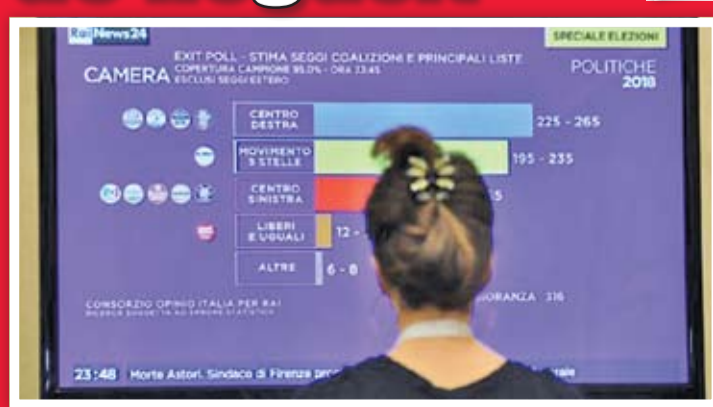 Rai News24
SPECIALE ELEZIONI
EXIT POLL - STIMA SEGGI COALIZIONI E PRINCIPALI LISTE
CAMERA
COPERTURA CAMPIONE 95.0% - ORA 23:45
ESCLUSI SEGGI ESTERO
POLITICHE
2018
CENTRO
DESTRA
225 - 265
MOVIMENTO
5 STELLE
195 - 235
CENTRO
SINISTRA
LIBERI
E UGUALI
12 -
ALTRE
6 - 8
316
CONSORZIO OPINIO ITALIA PER RAI
23:48 Morte Astori. Sindaco di Firenze